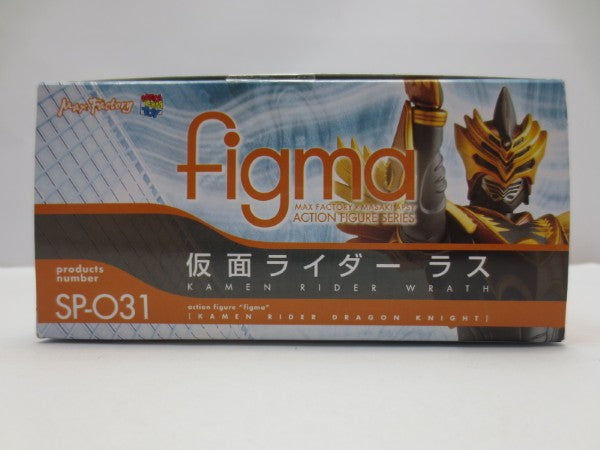 Max Factory
figma
MAX FACTORY × MASAKI APSY
ACTION FIGURE SERIES
products
number
SP-031
仮面ライダー ラス
KAMEN RIDER WRATH
action figure "figma"
[KAMEN RIDER DRAGON KNIGHT]